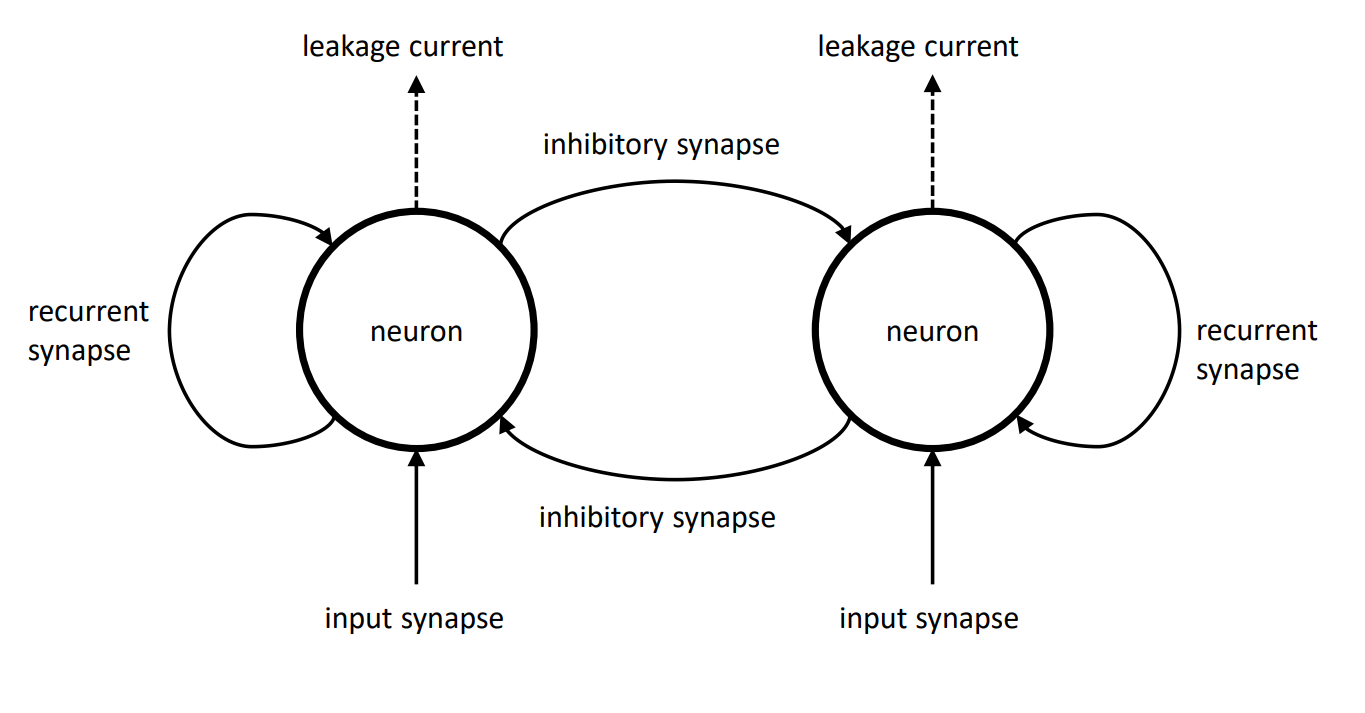 leakage current
leakage current
inhibitory synapse
recurrent
synapse
neuron
neuron
recurrent
synapse
inhibitory synapse
input synapse
input synapse